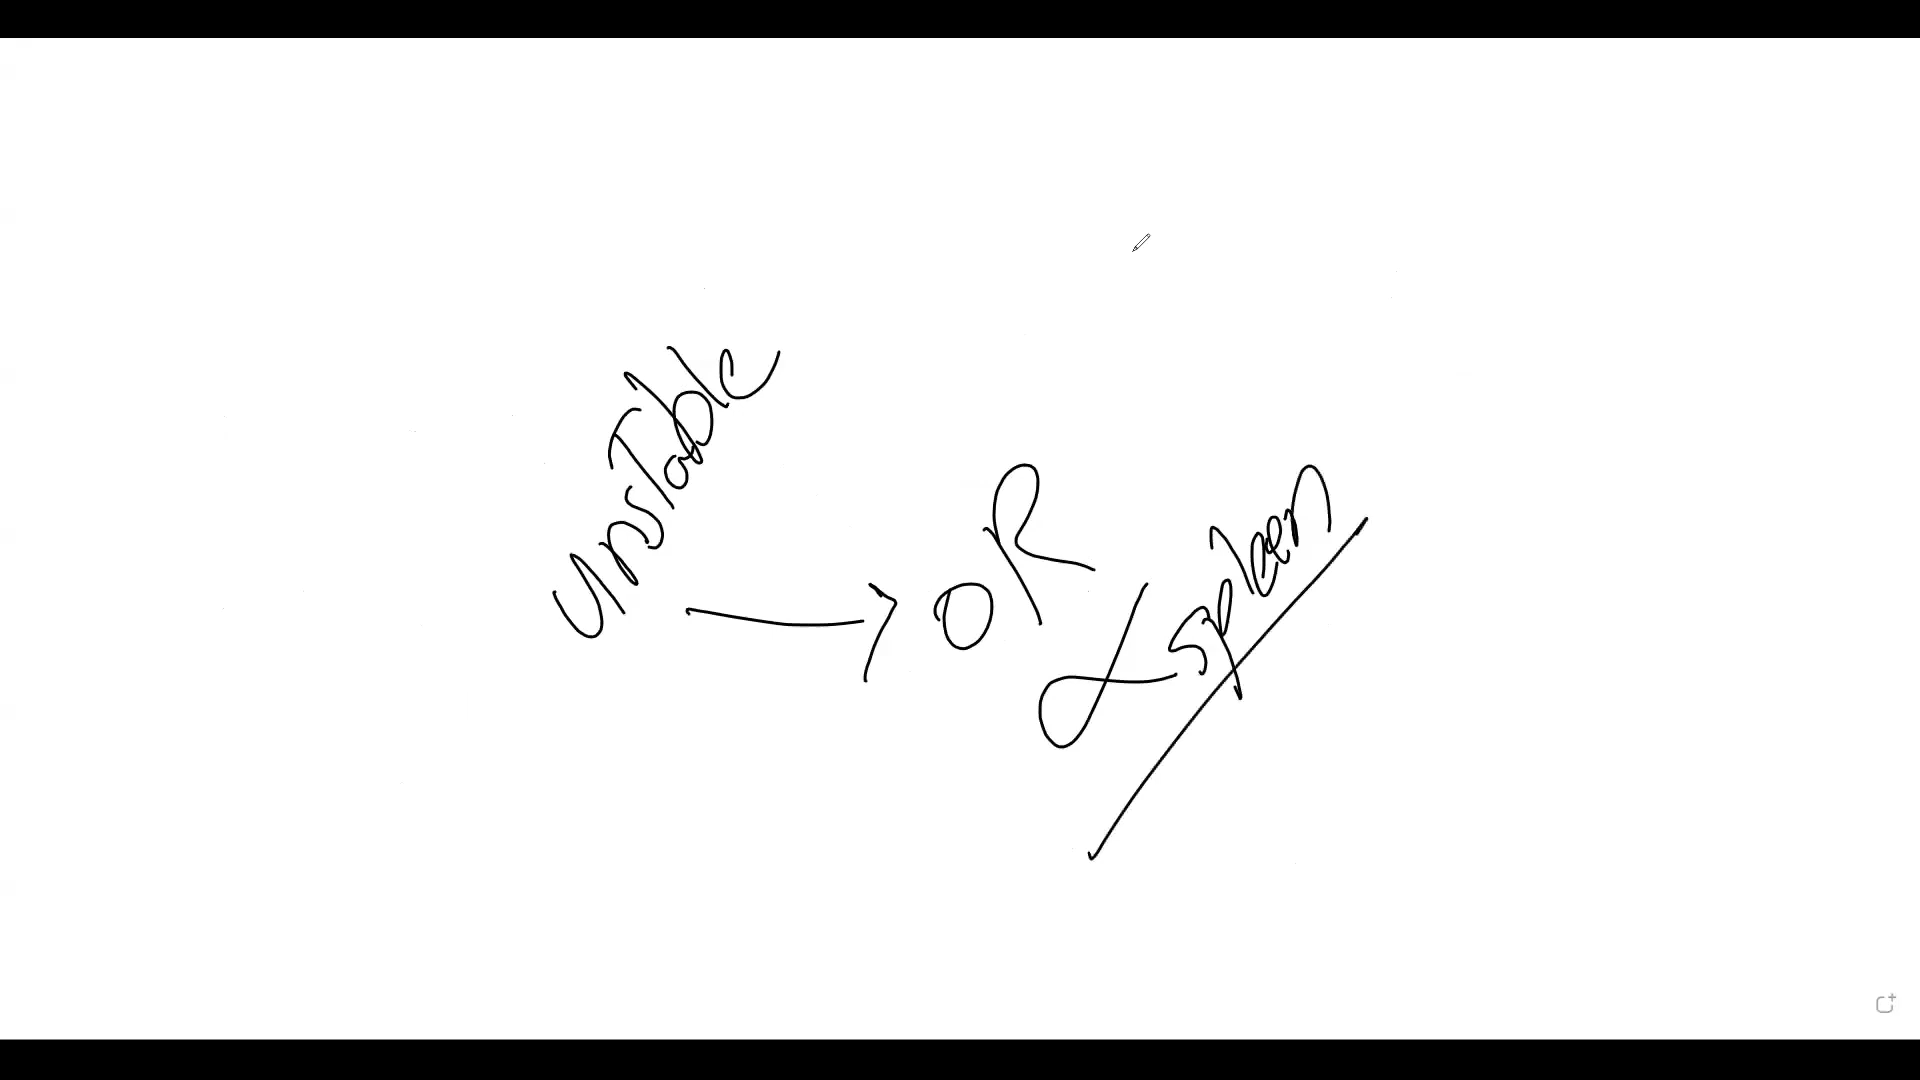 Unstable
→ OR
spleen